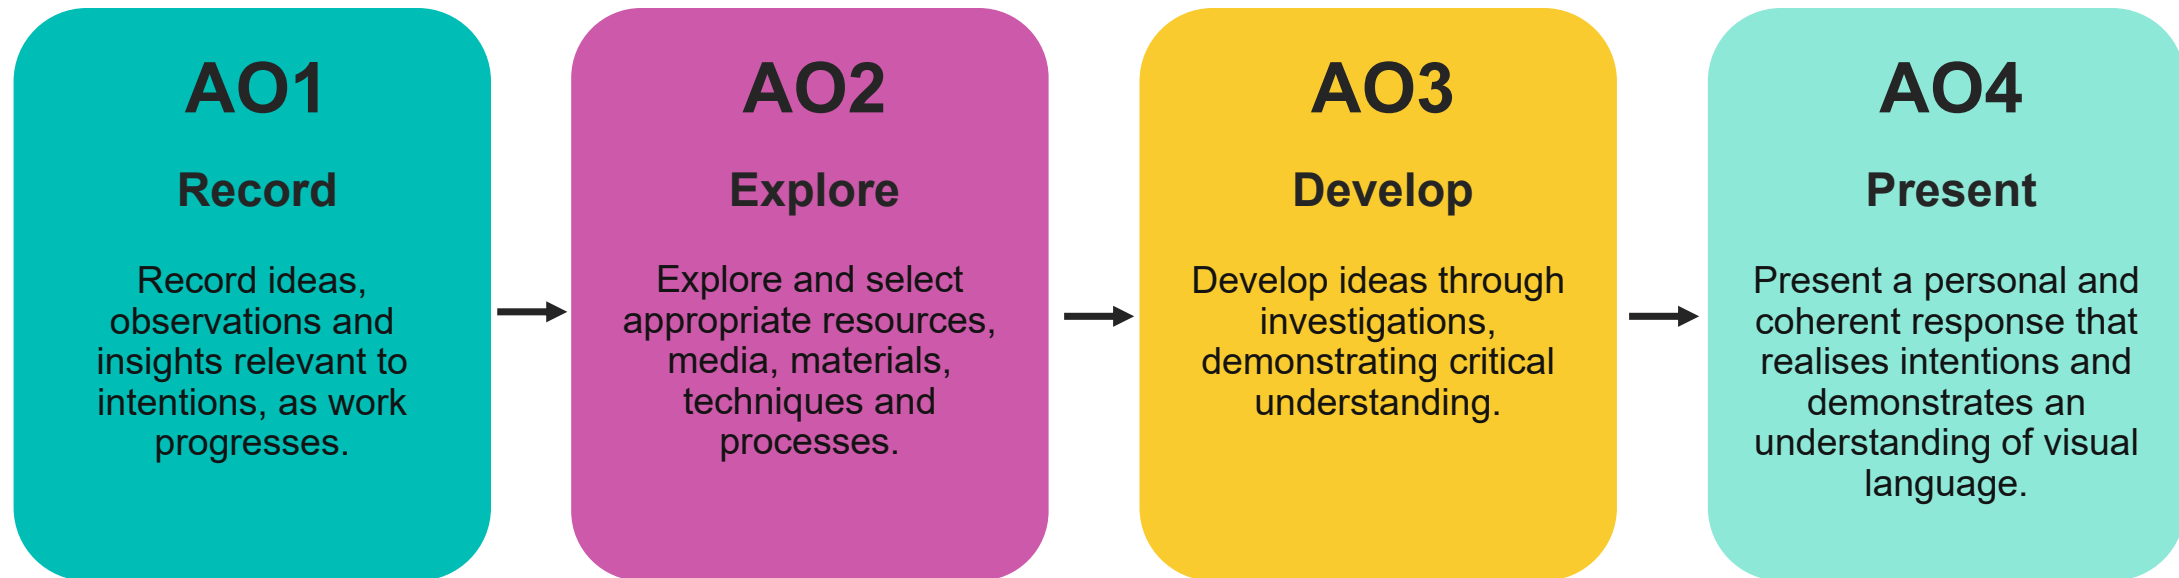 AO1
Record
Record ideas,
observations and
insights relevant to
intentions, as work
progresses.
AO2
Explore
Explore and select
appropriate resources,
media, materials,
techniques and
processes.
AO3
Develop
Develop ideas through
investigations,
demonstrating critical
understanding.
AO4
Present
Present a personal and
coherent response that
realises intentions and
demonstrates an
understanding of visual
language.